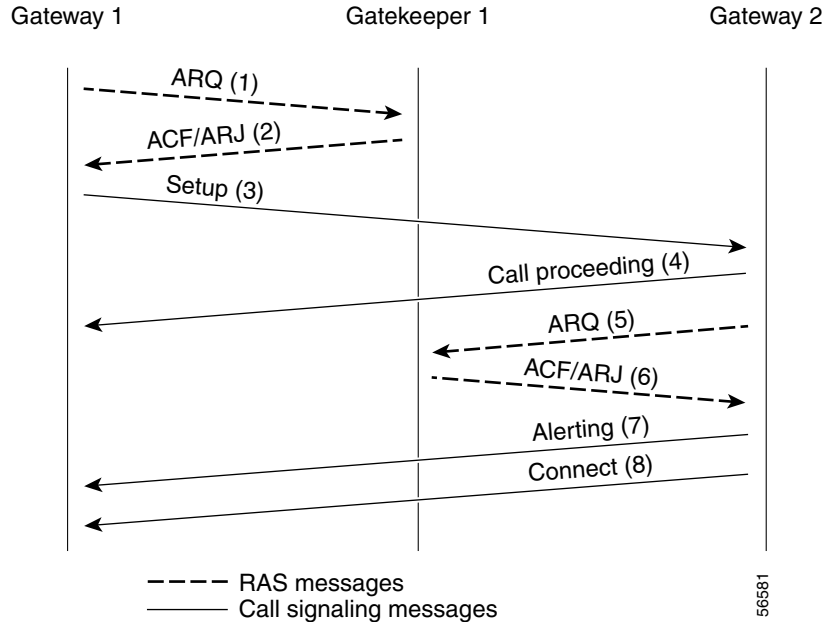 Gateway 1
Gatekeeper 1
Gateway 2
ARQ (1)
ACF/ARJ (2)
Setup (3)
Call proceeding (4)
ARQ (5)
ACF/ARJ (6)
Alerting (7)
Connect (8)
RAS messages
Call signaling messages
56581